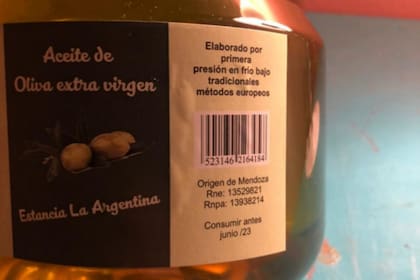 Aceite de
Oliva extra virgen
Estancia La Argentina
Elaborado por
primera
presión en frío bajo
tradicionales
métodos europeos
523146 2164184
Origen de Mendoza
Rne: 13529821
Rnpa: 13938214
Consumir antes
junio /23